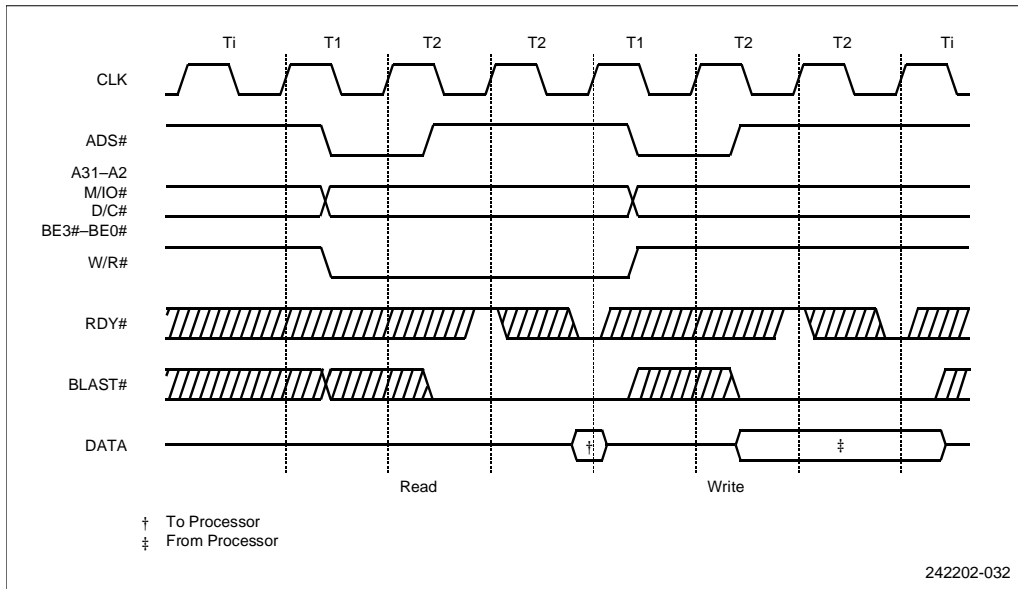 Ti T1 T2 T2 T1 T2 T2 Ti
CLK
ADS#
A31–A2
M/IO#
D/C#
BE3#–BE0#
W/R#
RDY#
BLAST#
DATA † ‡
Read Write
† To Processor
‡ From Processor
242202-032